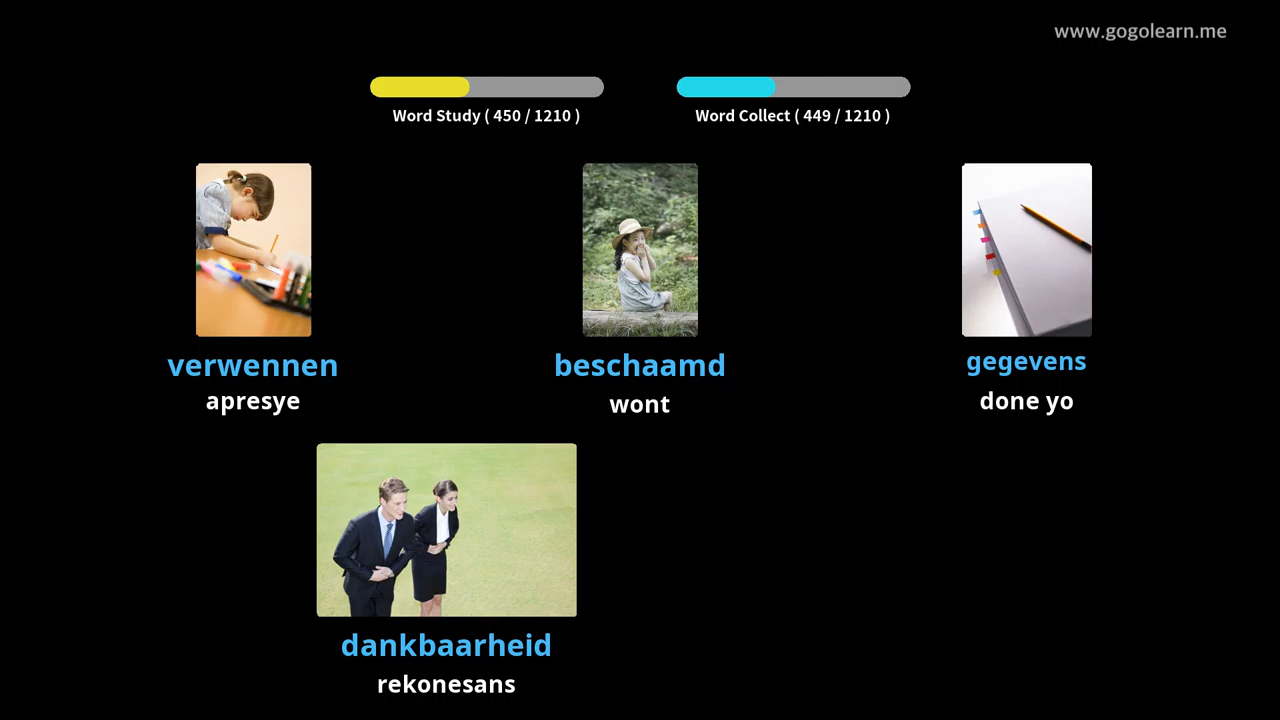 www.gogolearn.me
Word Study ( 450 / 1210 )
Word Collect ( 449 / 1210 )
verwennen
apresye
beschaamd
wont
gegevens
done yo
dankbaarheid
rekonesans